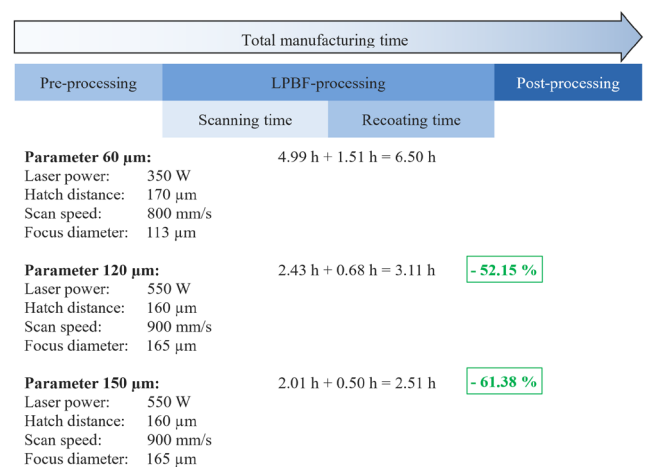 Total manufacturing time
Pre-processing LPBF-processing Post-processing
Scanning time Recoating time
Parameter 60 µm: 4.99 h + 1.51 h = 6.50 h
Laser power: 350 W
Hatch distance: 170 µm
Scan speed: 800 mm/s
Focus diameter: 113 µm
Parameter 120 µm: 2.43 h + 0.68 h = 3.11 h - 52.15 %
Laser power: 550 W
Hatch distance: 160 µm
Scan speed: 900 mm/s
Focus diameter: 165 µm
Parameter 150 µm: 2.01 h + 0.50 h = 2.51 h - 61.38 %
Laser power: 550 W
Hatch distance: 160 µm
Scan speed: 900 mm/s
Focus diameter: 165 µm